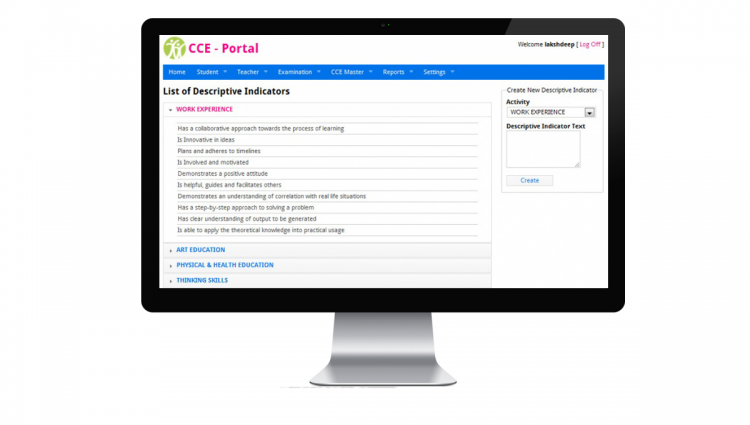 CCE - Portal
Welcome lakshdeep [ Log Off ]
Home Student Teacher Examination CCE Master Reports Settings
List of Descriptive Indicators
WORK EXPERIENCE
Has a collaborative approach towards the process of learning
Is Innovative in ideas
Plans and adheres to timelines
Is Involved and motivated
Demonstrates a positive attitude
Is helpful, guides and facilitates others
Demonstrates an understanding of correlation with real life situations
Has a step-by-step approach to solving a problem
Has clear understanding of output to be generated
Is able to apply the theoretical knowledge into practical usage
ART EDUCATION
PHYSICAL & HEALTH EDUCATION
THINKING SKILLS
Create New Descriptive Indicator
Activity
WORK EXPERIENCE
Descriptive Indicator Text
Create